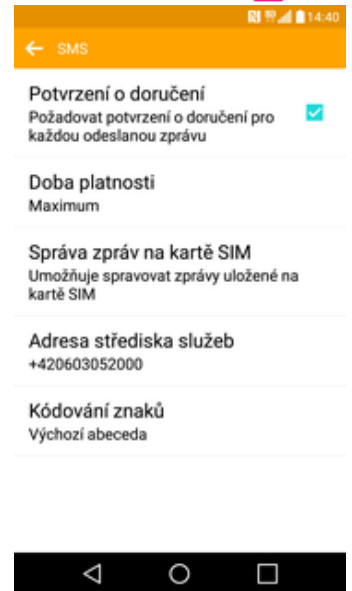 14:40
SMS
Potvrzení o doručení
Požadovat potvrzení o doručení pro
každou odeslanou zprávu
Doba platnosti
Maximum
Správa zpráv na kartě SIM
Umožňuje spravovat zprávy uložené na
kartě SIM
Adresa střediska služeb
+420603052000
Kódování znaků
Výchozí abeceda